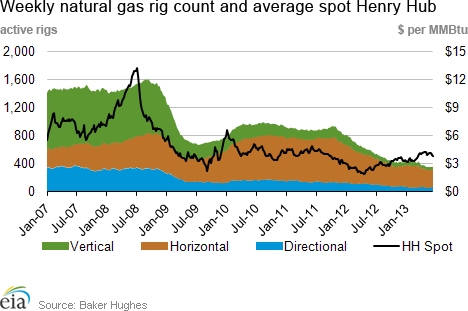 Weekly natural gas rig count and average spot Henry Hub
active rigs $ per MMBtu
2,000 $15
1,600 $12
1,200 $9
800 $6
400 $3
0 $0
Jan-07 Jul-07 Jan-08 Jul-08 Jan-09 Jul-09 Jan-10 Jul-10 Jan-11 Jul-11 Jan-12 Jul-12 Jan-13
Vertical Horizontal Directional HH Spot
eia Source: Baker Hughes